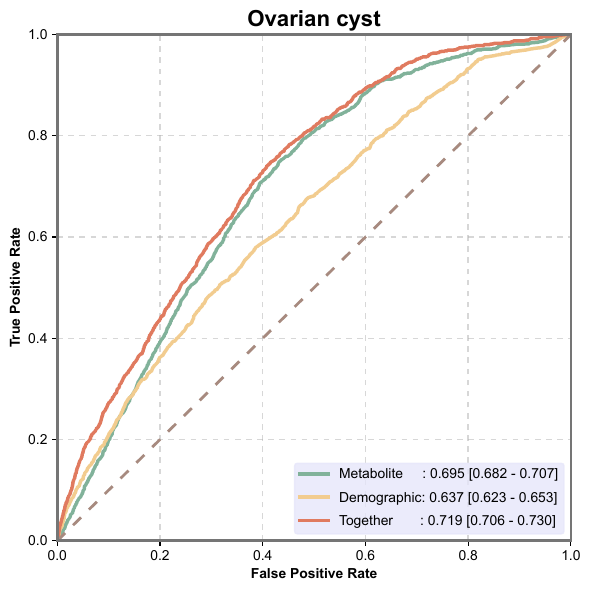 Ovarian cyst
1.0
0.8
0.6
0.4
0.2
0.0
True Positive Rate
Metabolite : 0.695 [0.682 - 0.707]
Demographic: 0.637 [0.623 - 0.653]
Together : 0.719 [0.706 - 0.730]
0.0 0.2 0.4 0.6 0.8 1.0
False Positive Rate